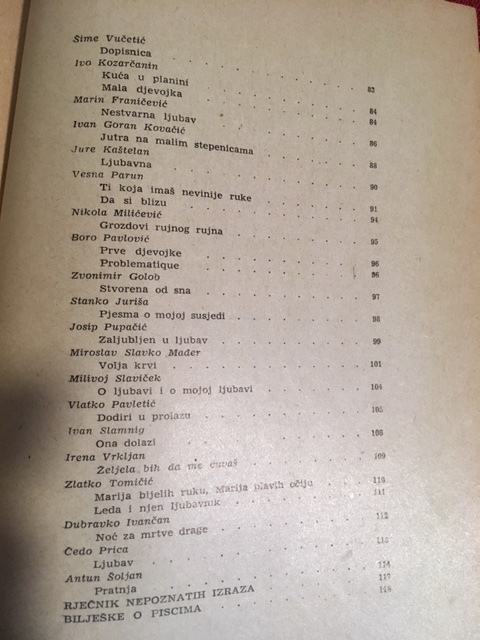 Šime Vučetić
Dopisnica . . . . . . 83
Ivo Kozarčanin
Kuća u planini . . . . . . 84
Mala djevojka . . . . . . 84
Marin Franičević
Nestvarna ljubav . . . . . . 86
Ivan Goran Kovačić
Jutra na malim stepenicama . . . . . . 88
Jure Kaštelan
Ljubavna . . . . . . 90
Vesna Parun
Ti koja imaš nevinije ruke . . . . . . 91
Da si blizu . . . . . . 94
Nikola Milićević
Grozdovi rujnog rujna . . . . . . 95
Boro Pavlović
Prve djevojke . . . . . . 96
Problematique . . . . . . 96
Zvonimir Golob
Stvorena od sna . . . . . . 97
Stanko Juriša
Pjesma o mojoj susjedi . . . . . . 98
Josip Pupačić
Zaljubljen u ljubav . . . . . . 99
Miroslav Slavko Mađer
Volja krvi . . . . . . 101
Milivoj Slaviček
O ljubavi i o mojoj ljubavi . . . . . . 104
Vlatko Pavletić
Dodiri u prolazu . . . . . . 105
Ivan Slamnig
Ona dolazi . . . . . . 108
Irena Vrkljan
Željela bih da me čuvaš . . . . . . 109
Zlatko Tomičić
Marija bijelih ruku, Marija plavih očiju . . . 110
Leda i njen ljubavnik . . . . . . 111
Dubravko Ivančan
Noć za mrtve drage . . . . . . 112
Čedo Prica
Ljubav . . . . . . 113
Antun Šoljan
Pratnja . . . . . . 114
RJEČNIK NEPOZNATIH IZRAZA . . . . . . 117
BILJEŠKE O PISCIMA . . . . . . 118